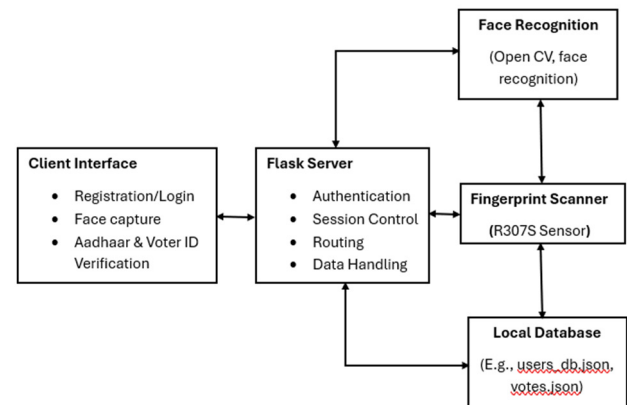 Face Recognition
(Open CV, face
recognition)
Client Interface
• Registration/Login
• Face capture
• Aadhaar & Voter ID
Verification
Flask Server
• Authentication
• Session Control
• Routing
• Data Handling
Fingerprint Scanner
(R307S Sensor)
Local Database
(E.g., users_db.json,
votes.json)